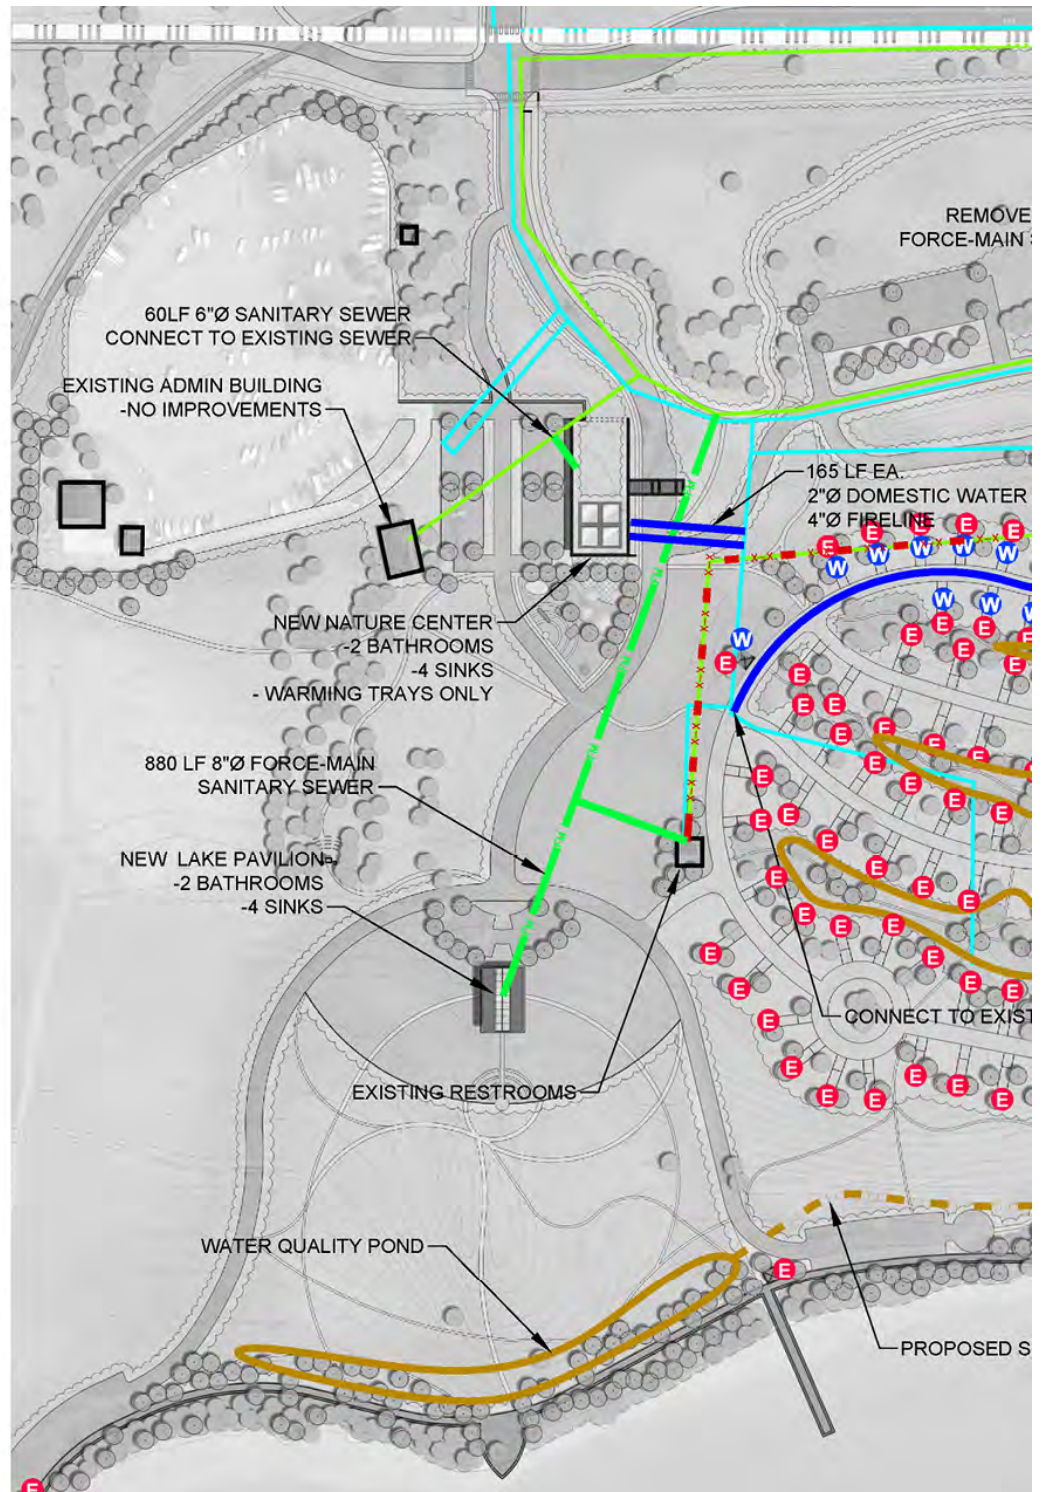 REMOVE
FORCE-MAIN
60LF 6"Ø SANITARY SEWER
CONNECT TO EXISTING SEWER
EXISTING ADMIN BUILDING
-NO IMPROVEMENTS
165 LF EA.
2"Ø DOMESTIC WATER
4"Ø FIRELINE
NEW NATURE CENTER
-2 BATHROOMS
-4 SINKS
- WARMING TRAYS ONLY
880 LF 8"Ø FORCE-MAIN
SANITARY SEWER
NEW LAKE PAVILION
-2 BATHROOMS
-4 SINKS
CONNECT TO EXIST
EXISTING RESTROOMS
WATER QUALITY POND
PROPOSED S